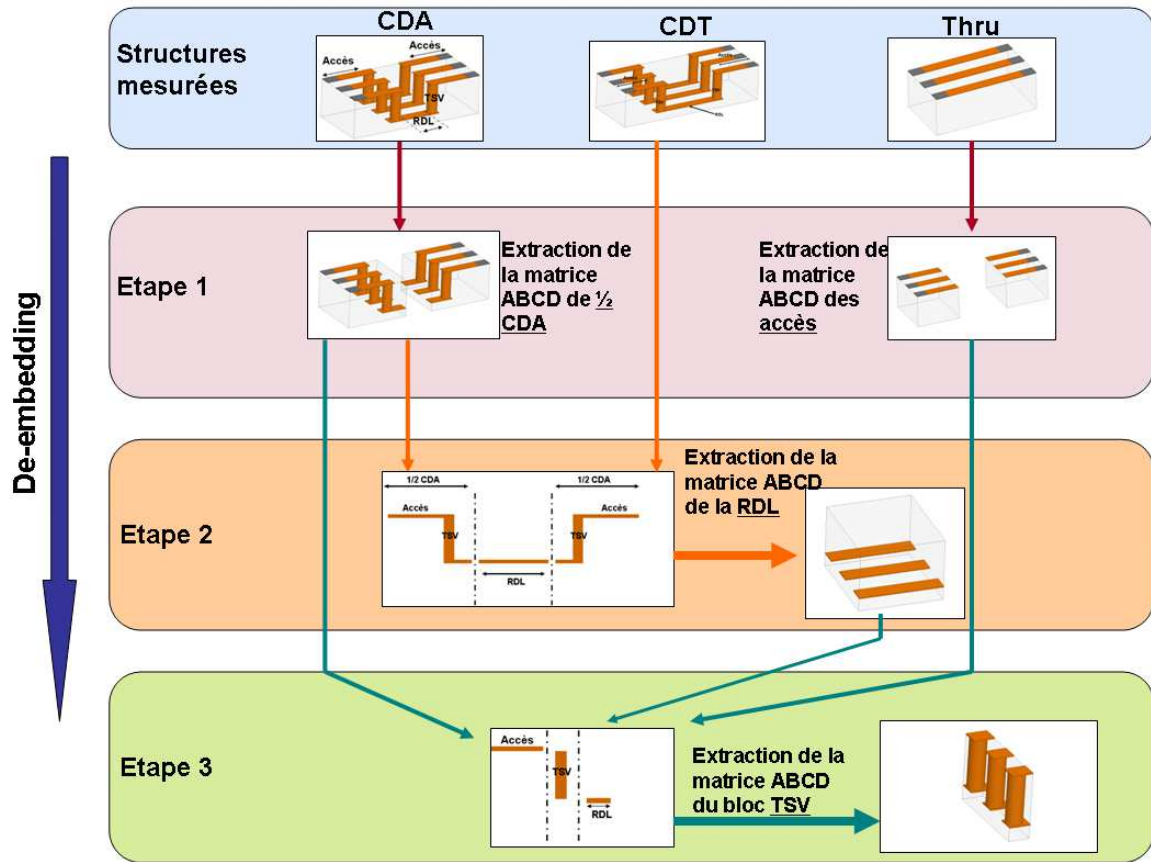 CDA
CDT
Thru
Structures
mesurées
Accès
Accès
TSV
RDL
De-embedding
Etape 1
Extraction de
la matrice
ABCD de ½
CDA
Extraction de
la matrice
ABCD des
accès
Etape 2
1/2 CDA
1/2 CDA
Accès
Accès
TSV
TSV
RDL
Extraction de la
matrice ABCD
de la RDL
Etape 3
Accès
TSV
RDL
Extraction de la
matrice ABCD
du bloc TSV